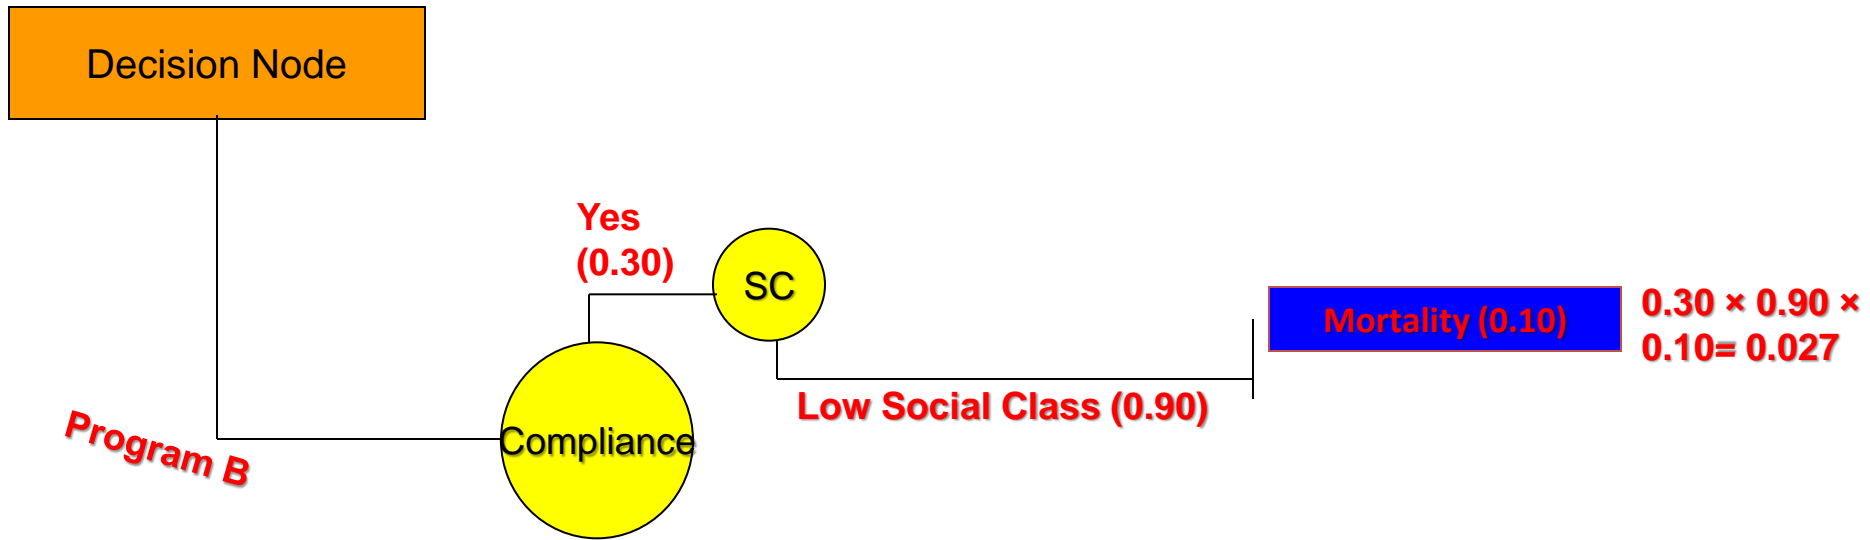 Decision Node
Yes
(0.30)
SC
Mortality (0.10)
0.30 × 0.90 ×
0.10= 0.027
Low Social Class (0.90)
Program B
Compliance